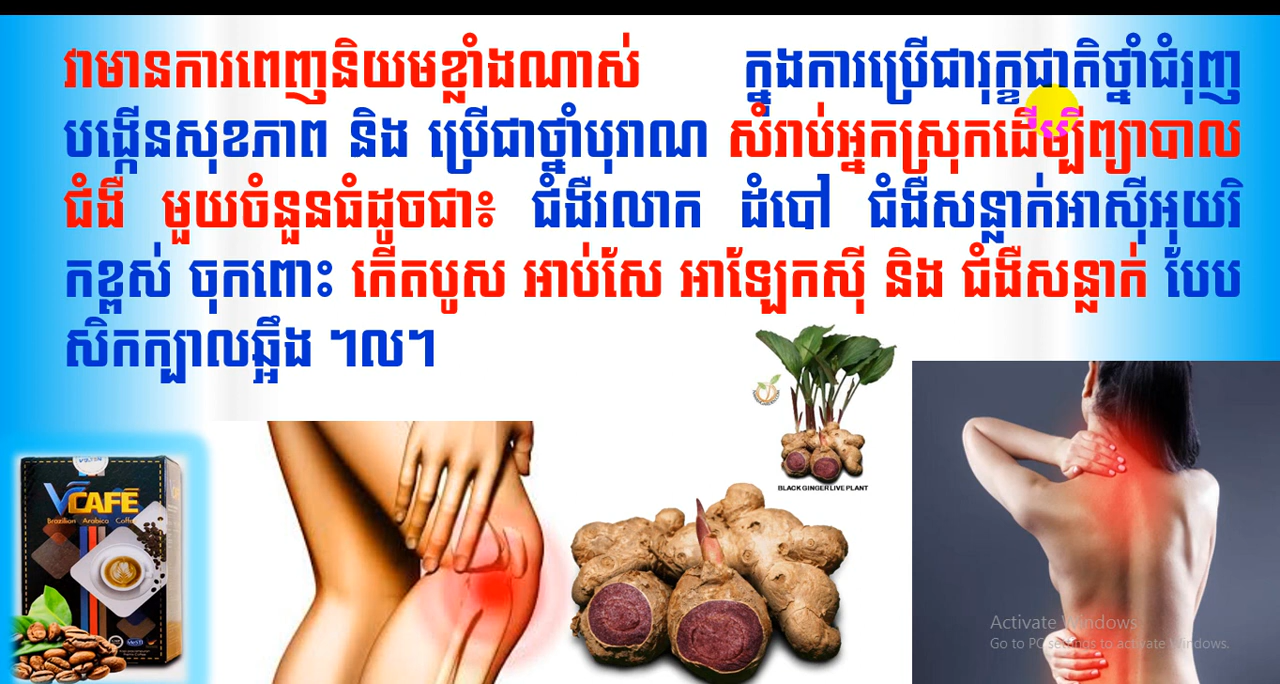 វាមានការពេញនិយមខ្លាំងណាស់ ក្នុងការប្រើជារុក្ខជាតិថ្នាំជំរុញ
បង្កើនសុខភាព និង ប្រើជាថ្នាំបុរាណ សំរាប់អ្នកស្រុកដើម្បីព្យាបាល
ជំងឺ មួយចំនួនធំដូចជា៖ ជំងឺរលាក ដំបៅ ជំងឺសន្លាក់អាស៊ីអុយរិ
កខ្ពស់ ចុកពោះ កើតបូស អាប់សែ អាឡែកស៊ី និង ជំងឺសន្លាក់ បែប
សិកក្បាលឆ្អឹង ។ល។
BLACK GINGER LIVE PLANT
VCAFÉ
Brazilian Arabica
Activate Windows
Go to PC settings to activate Windows.